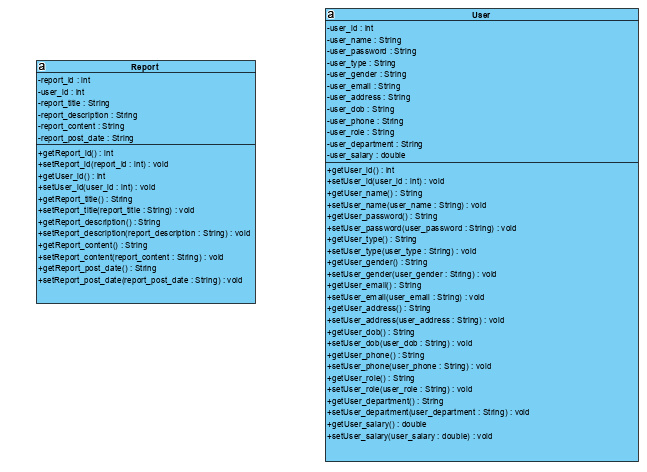 a
Report
-report_id : int
-user_id : int
-report_title : String
-report_description : String
-report_content : String
-report_post_date : String
+getReport_id() : int
+setReport_id(report_id : int) : void
+getUser_id() : int
+setUser_id(user_id : int) : void
+getReport_title() : String
+setReport_title(report_title : String) : void
+getReport_description() : String
+setReport_description(report_description : String) : void
+getReport_content() : String
+setReport_content(report_content : String) : void
+getReport_post_date() : String
+setReport_post_date(report_post_date : String) : void
a
User
-user_id : int
-user_name : String
-user_password : String
-user_type : String
-user_gender : String
-user_email : String
-user_address : String
-user_dob : String
-user_phone : String
-user_role : String
-user_department : String
-user_salary : double
+getUser_id() : int
+setUser_id(user_id : int) : void
+getUser_name() : String
+setUser_name(user_name : String) : void
+getUser_password() : String
+setUser_password(user_password : String) : void
+getUser_type() : String
+setUser_type(user_type : String) : void
+getUser_gender() : String
+setUser_gender(user_gender : String) : void
+getUser_email() : String
+setUser_email(user_email : String) : void
+getUser_address() : String
+setUser_address(user_address : String) : void
+getUser_dob() : String
+setUser_dob(user_dob : String) : void
+getUser_phone() : String
+setUser_phone(user_phone : String) : void
+getUser_role() : String
+setUser_role(user_role : String) : void
+getUser_department() : String
+setUser_department(user_department : String) : void
+getUser_salary() : double
+setUser_salary(user_salary : double) : void